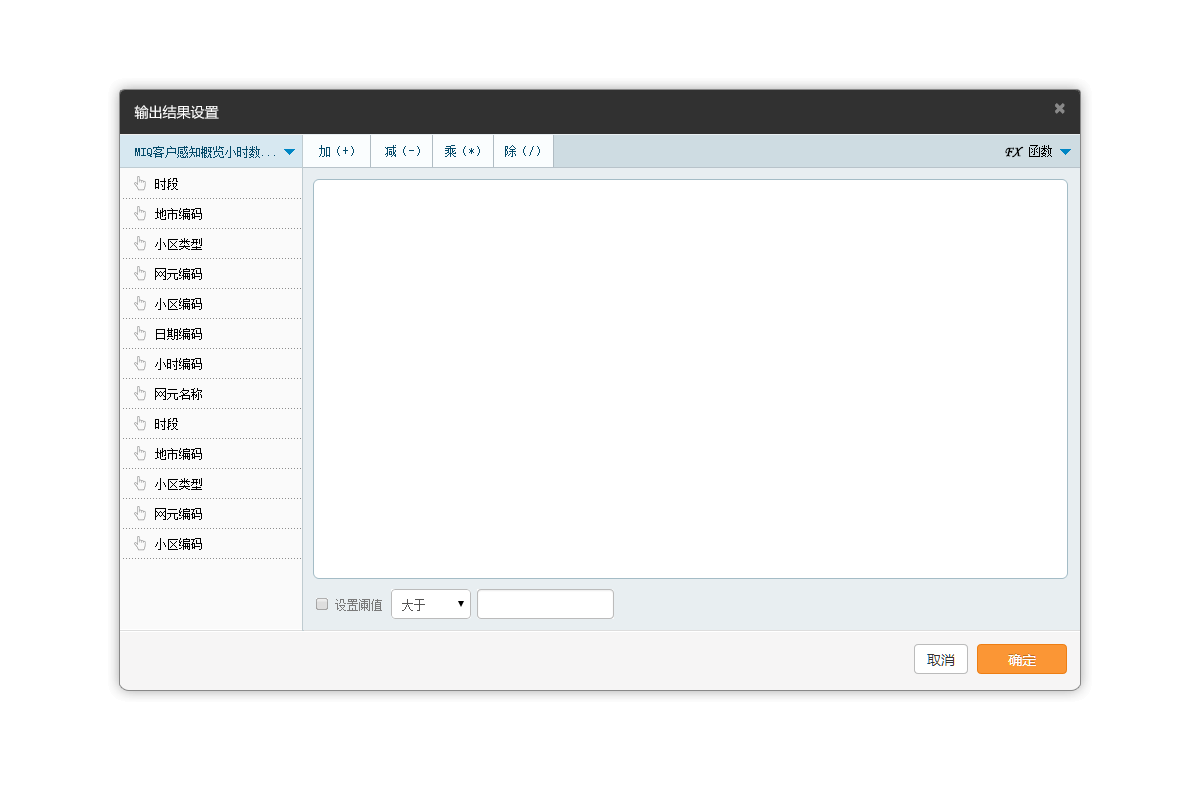 输出结果设置
MIQ客户感知概览小时数...
加 (+)
减 (-)
乘 (*)
除 (/)
FX 函数
时段
地市编码
小区类型
网元编码
小区编码
日期编码
小时编码
网元名称
时段
地市编码
小区类型
网元编码
小区编码
设置阈值
大于
取消
确定